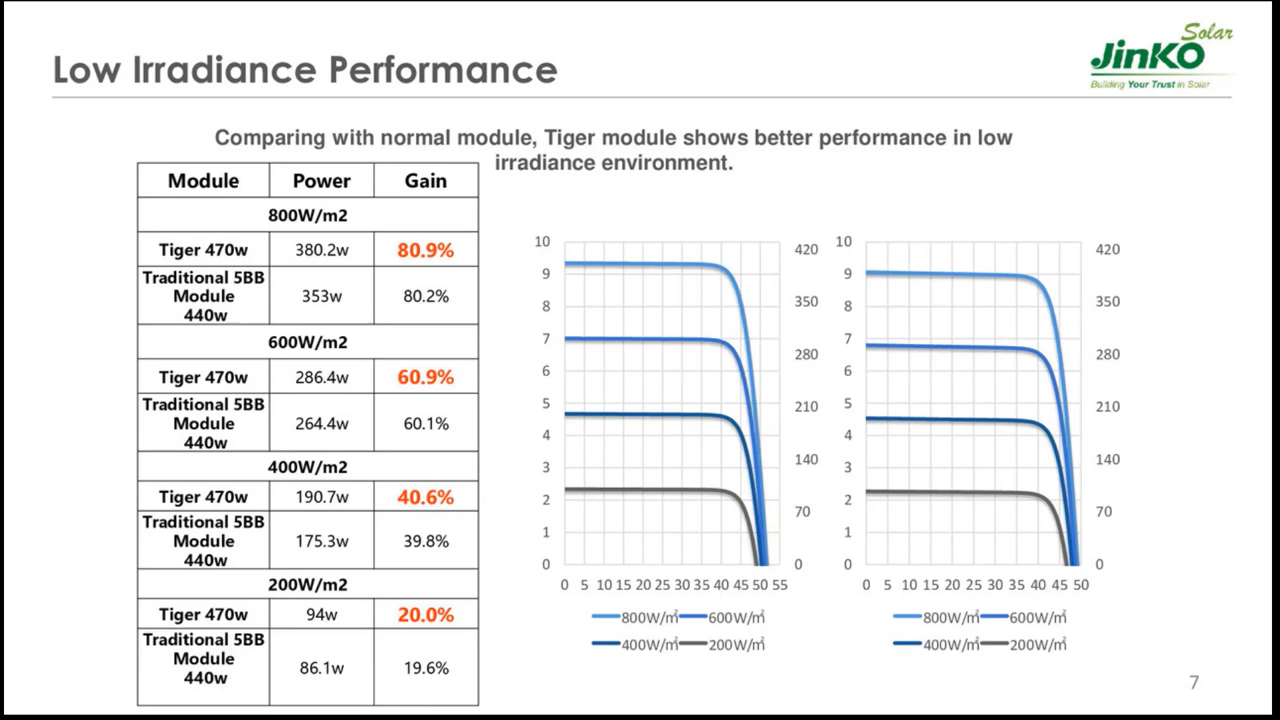 Low Irradiance Performance
Solar
JinKO
Building Your Trust in Solar
Comparing with normal module, Tiger module shows better performance in low
irradiance environment.
Module Power Gain
800W/m2
Tiger 470w 380.2w 80.9%
Traditional 5BB
Module
440w
353w 80.2%
600W/m2
Tiger 470w 286.4w 60.9%
Traditional 5BB
Module
440w
264.4w 60.1%
400W/m2
Tiger 470w 190.7w 40.6%
Traditional 5BB
Module
440w
175.3w 39.8%
200W/m2
Tiger 470w 94w 20.0%
Traditional 5BB
Module
440w
86.1w 19.6%
10
9
8
7
6
5
4
3
2
1
0
420
350
280
210
140
70
0
0 5 10 15 20 25 30 35 40 45 50 55
800W/㎡ 600W/㎡
400W/㎡ 200W/㎡
10
9
8
7
6
5
4
3
2
1
0
420
350
280
210
140
70
0
0 5 10 15 20 25 30 35 40 45 50
800W/㎡ 600W/㎡
400W/㎡ 200W/㎡
7